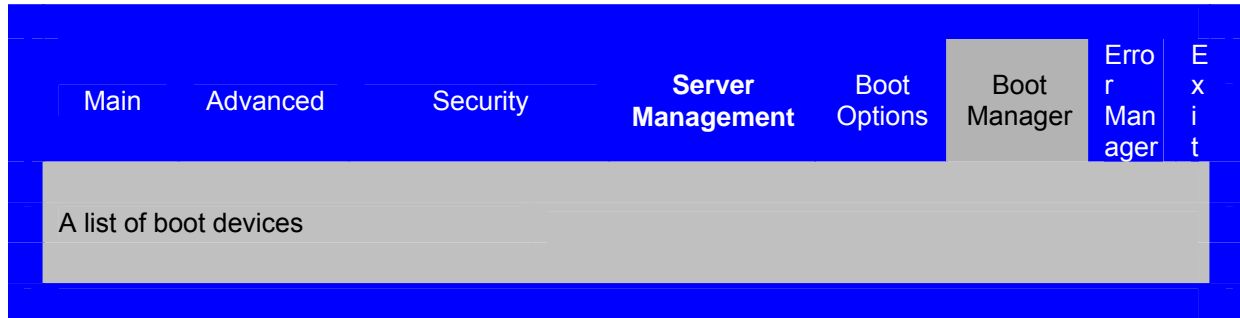 Main
Advanced
Security
Server
Management
Boot
Options
Boot
Manager
Erro
r
Man
ager
E
x
i
t
A list of boot devices